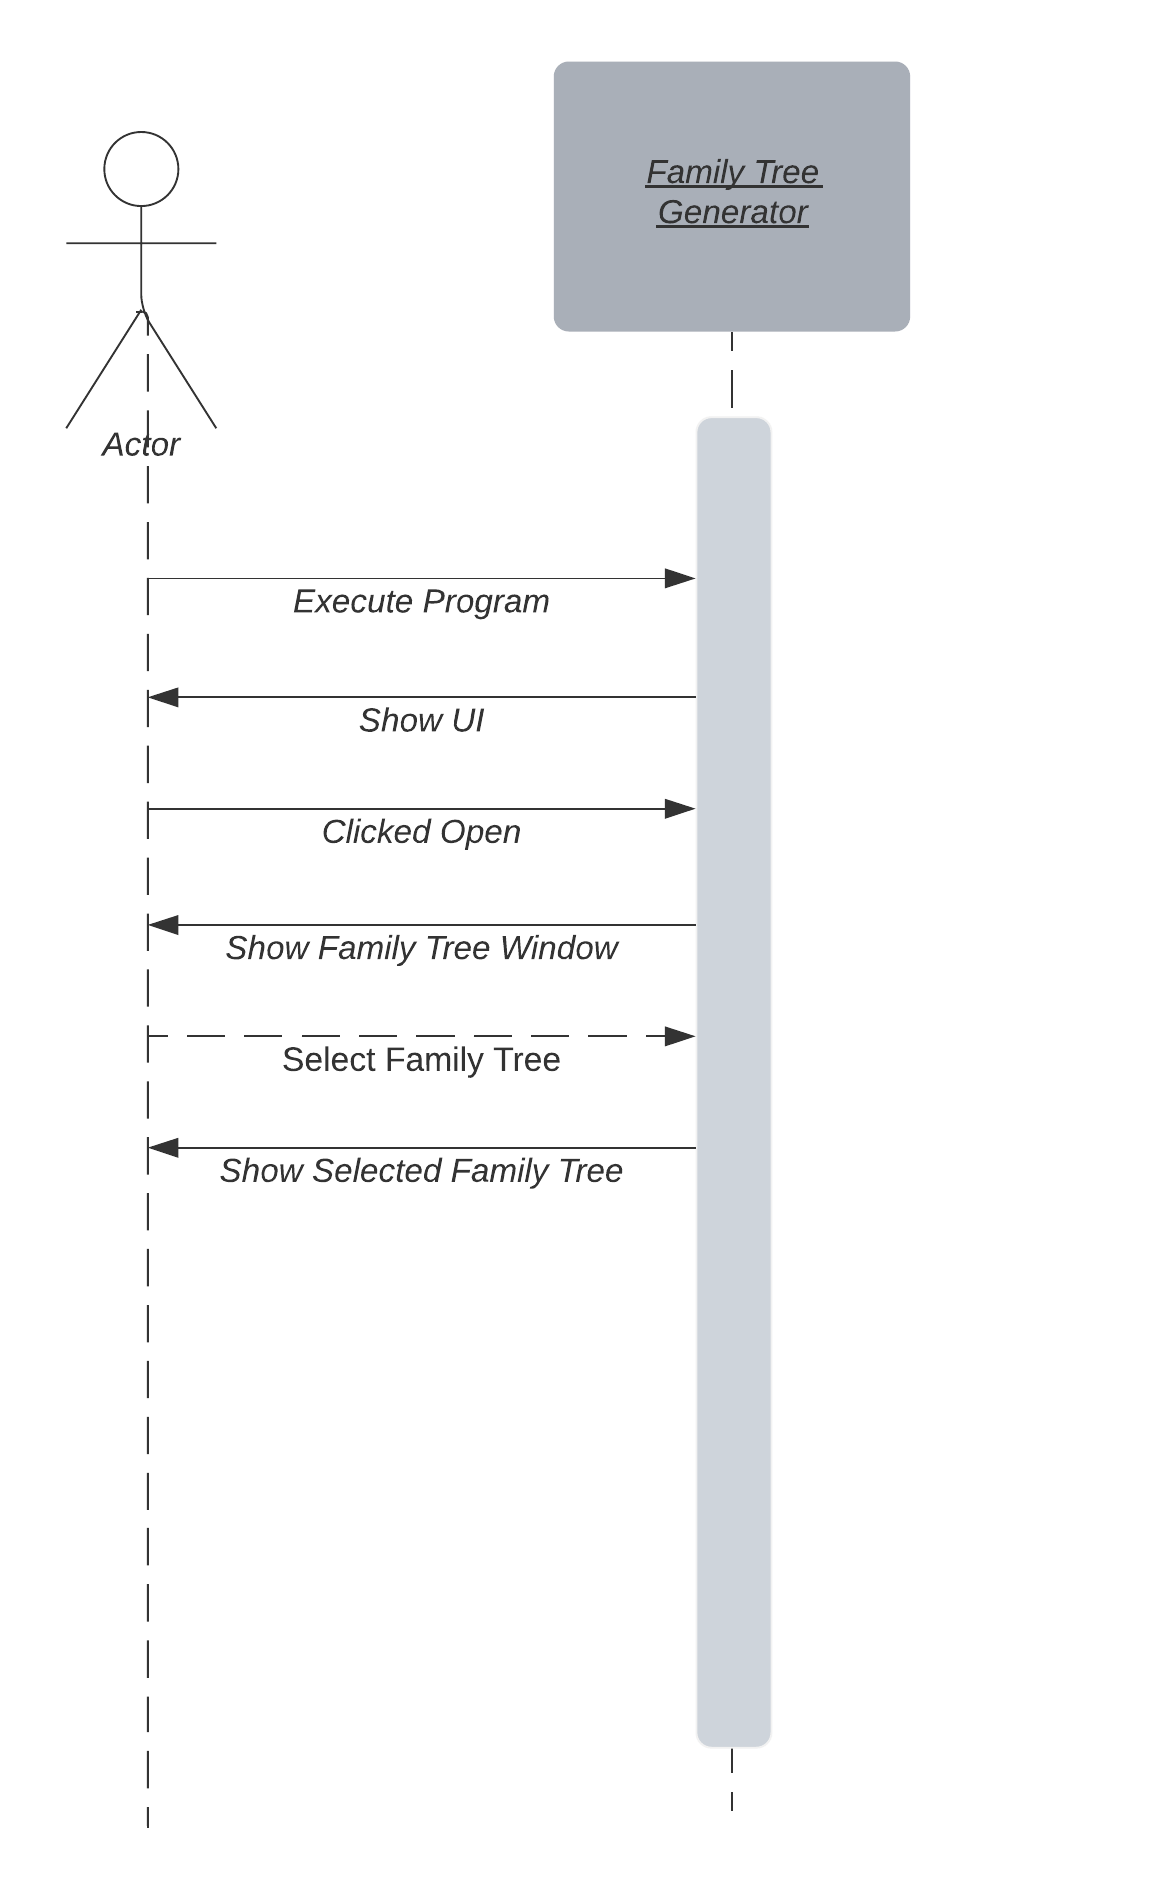 Family Tree
Generator
Actor
Execute Program
Show UI
Clicked Open
Show Family Tree Window
Select Family Tree
Show Selected Family Tree